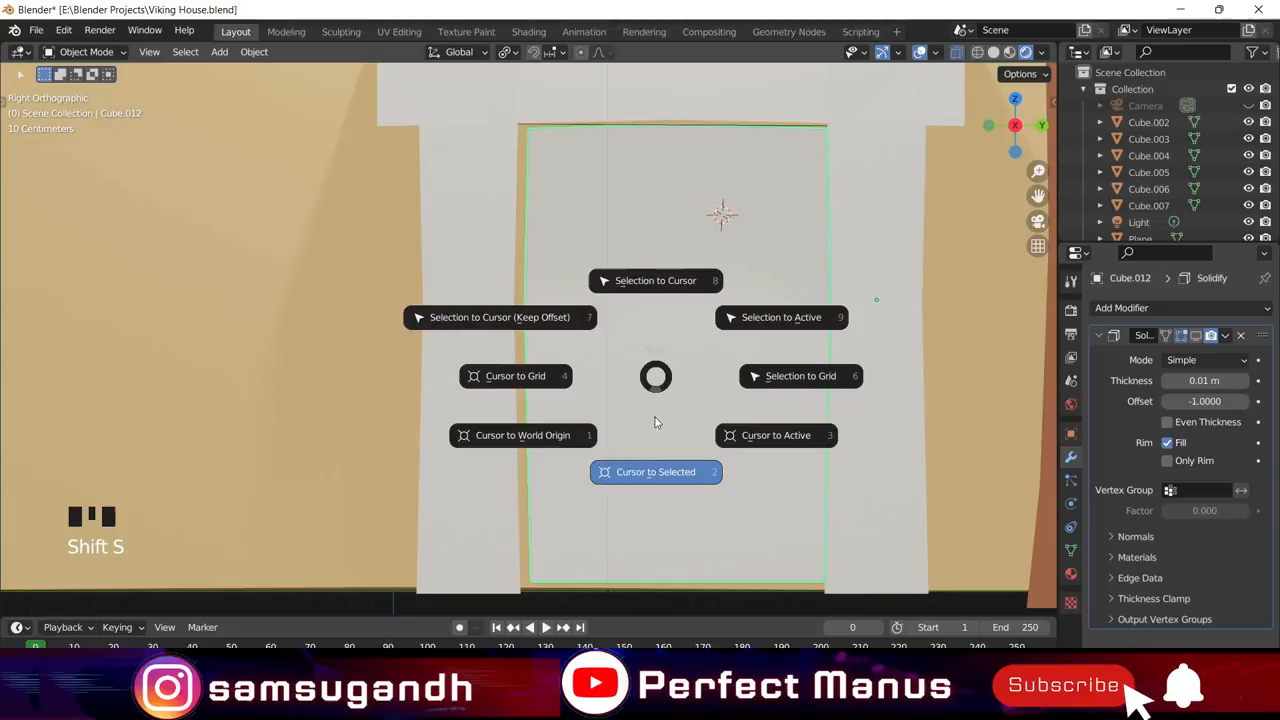 Blender* [E:\Blender Projects\Viking House.blend]
File Edit Render Window Help Layout Modeling Sculpting UV Editing Texture Paint Shading Animation Rendering Compositing Geometry Nodes Scripting + Scene ViewLayer
Object Mode View Select Add Object Global
Options
Right Orthographic
(0) Scene Collection | Cube.012
10 Centimeters
Z
X
Y
Scene Collection
Collection
Camera
Cube.002
Cube.003
Cube.004
Cube.005
Cube.006
Cube.007
Light
Plane
Selection to Cursor 8
Selection to Cursor (Keep Offset) 7
Selection to Active 9
Cursor to Grid 4
Selection to Grid 6
Cursor to World Origin 1
Cursor to Active 3
Cursor to Selected 2
Shift S
Cube.012 > Solidify
Add Modifier
Sol...
Mode Simple
Thickness 0.01 m
Offset -1.0000
Even Thickness
Rim Fill
Only Rim
Vertex Group
Factor 0.000
Normals
Materials
Edge Data
Thickness Clamp
Output Vertex Groups
Playback Keying View Marker 0 Start 1 End 250
0
samsugandh Perfect Manus Subscribe